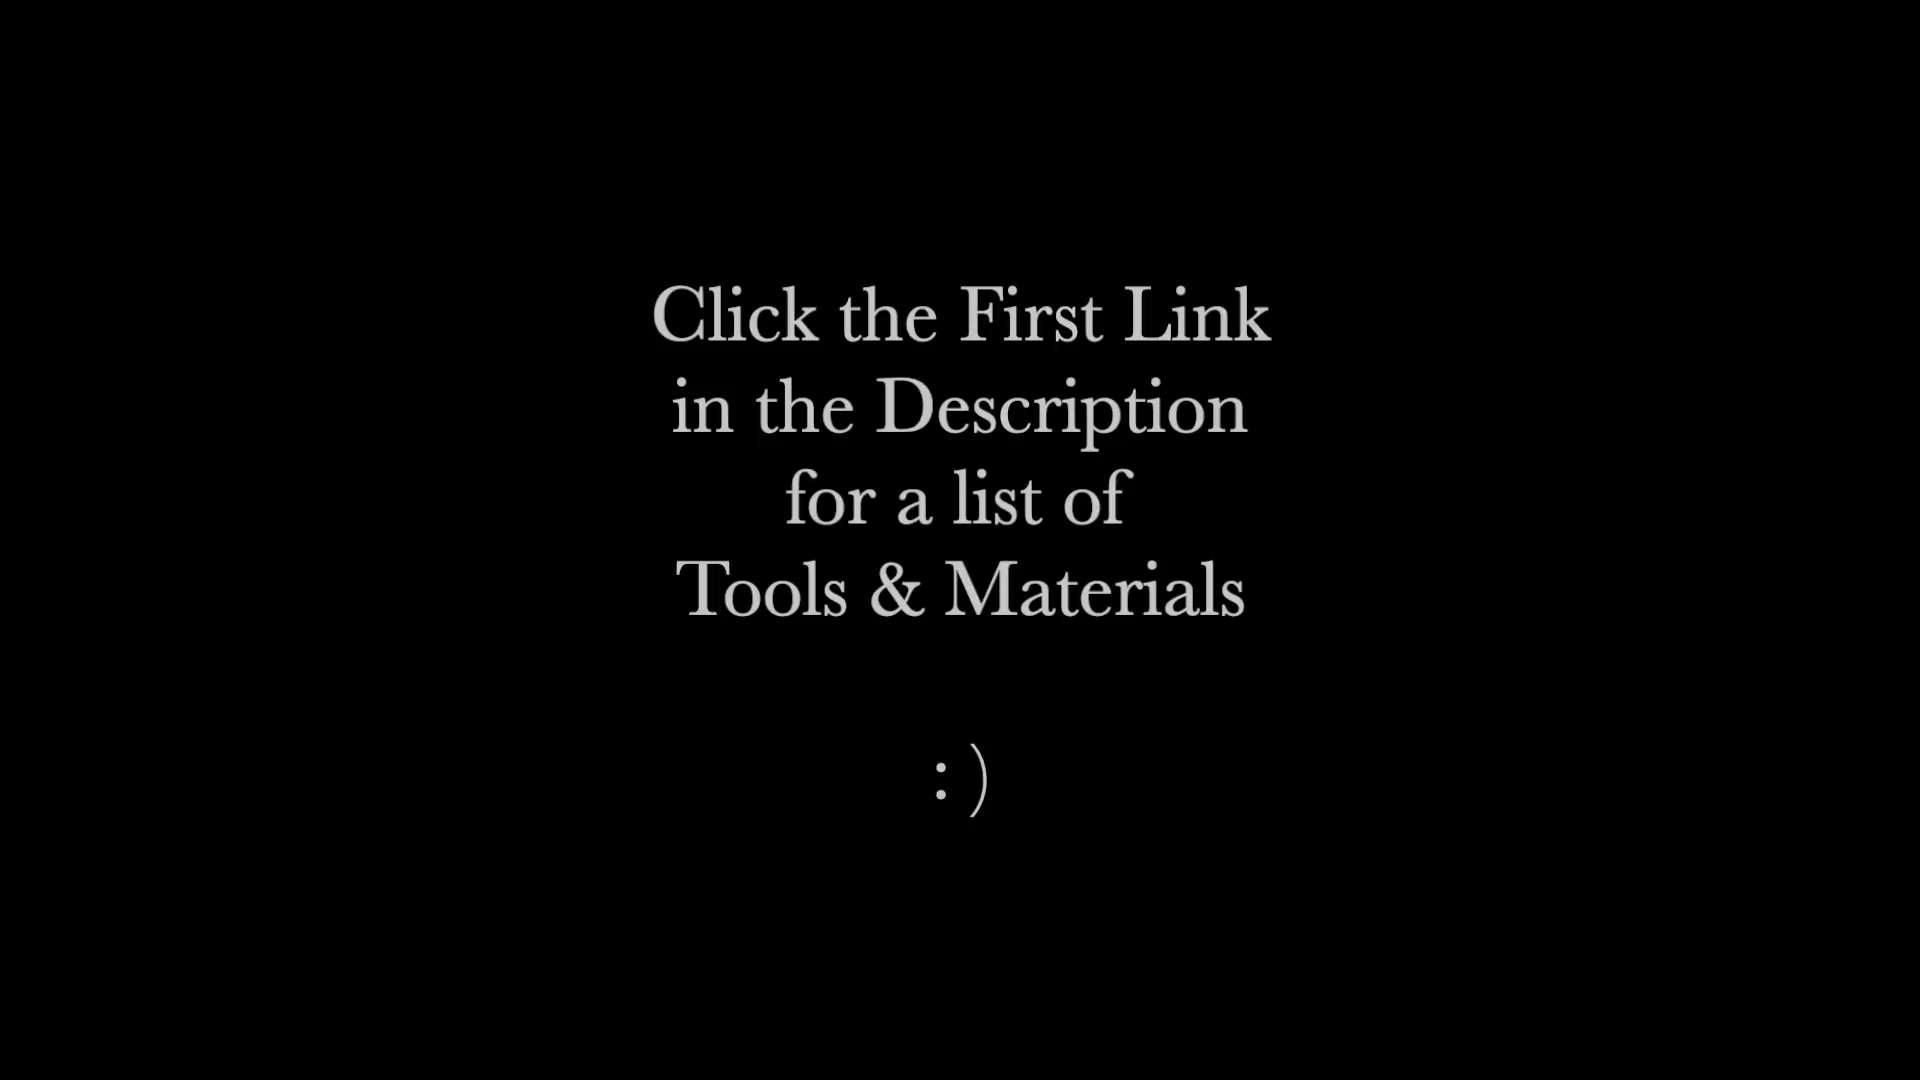 Click the First Link
in the Description
for a list of
Tools & Materials
: )